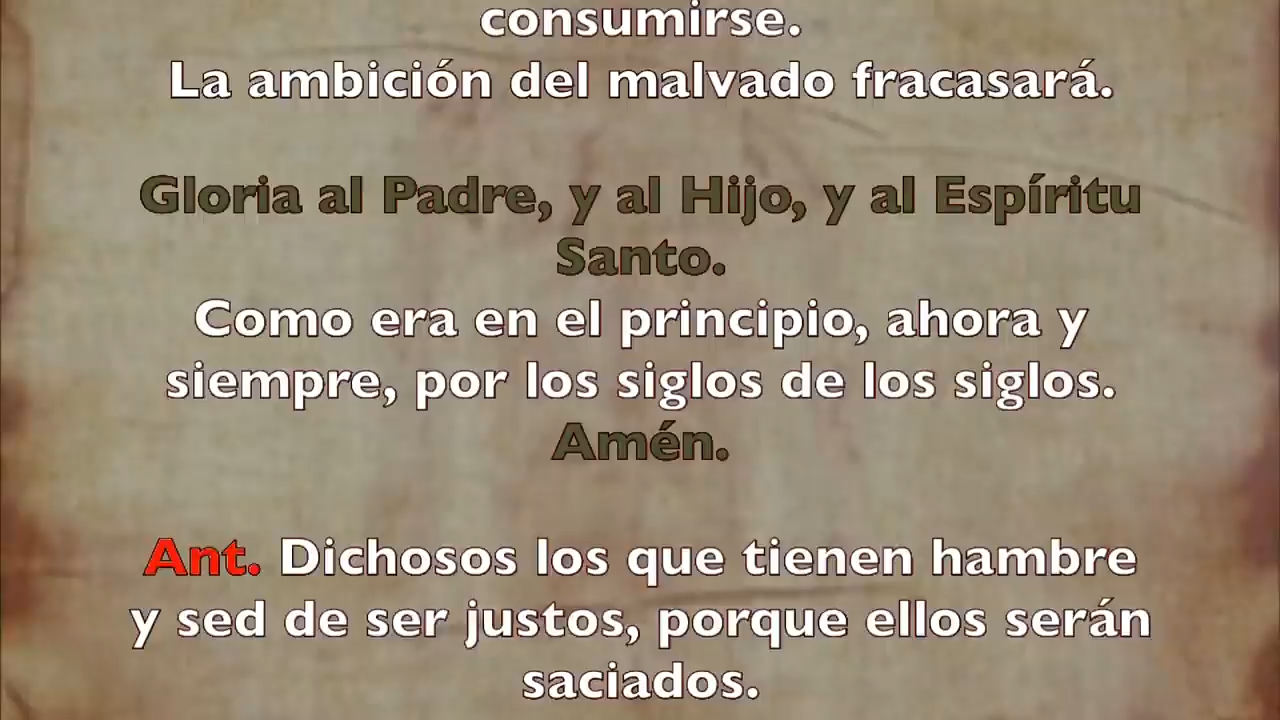 consumirse.
La ambición del malvado fracasará.
Gloria al Padre, y al Hijo, y al Espíritu
Santo.
Como era en el principio, ahora y
siempre, por los siglos de los siglos.
Amén.
Ant. Dichosos los que tienen hambre
y sed de ser justos, porque ellos serán
saciados.